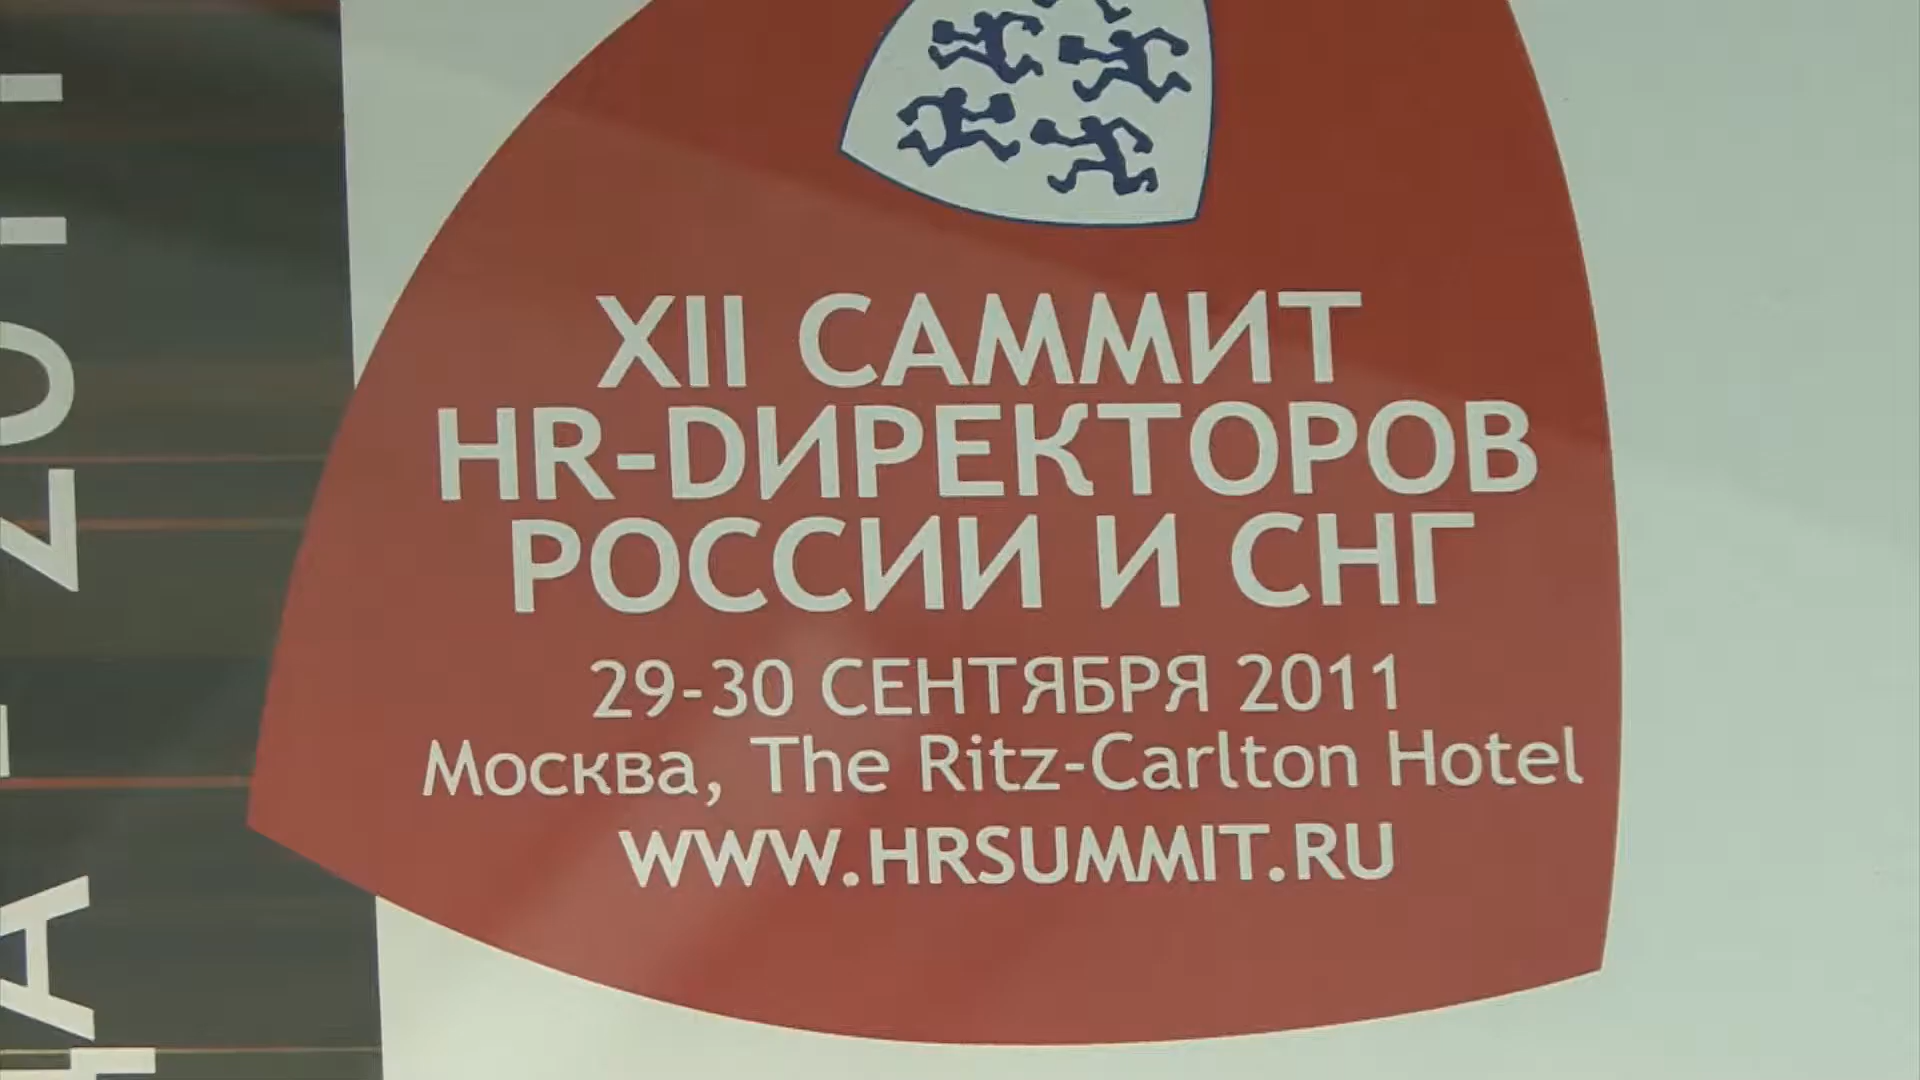 XII САММИТ
HR-DИРЕКТОРОВ
РОССИИ И СНГ
29-30 СЕНТЯБРЯ 2011
Москва, The Ritz-Carlton Hotel
WWW.HRSUMMIT.RU